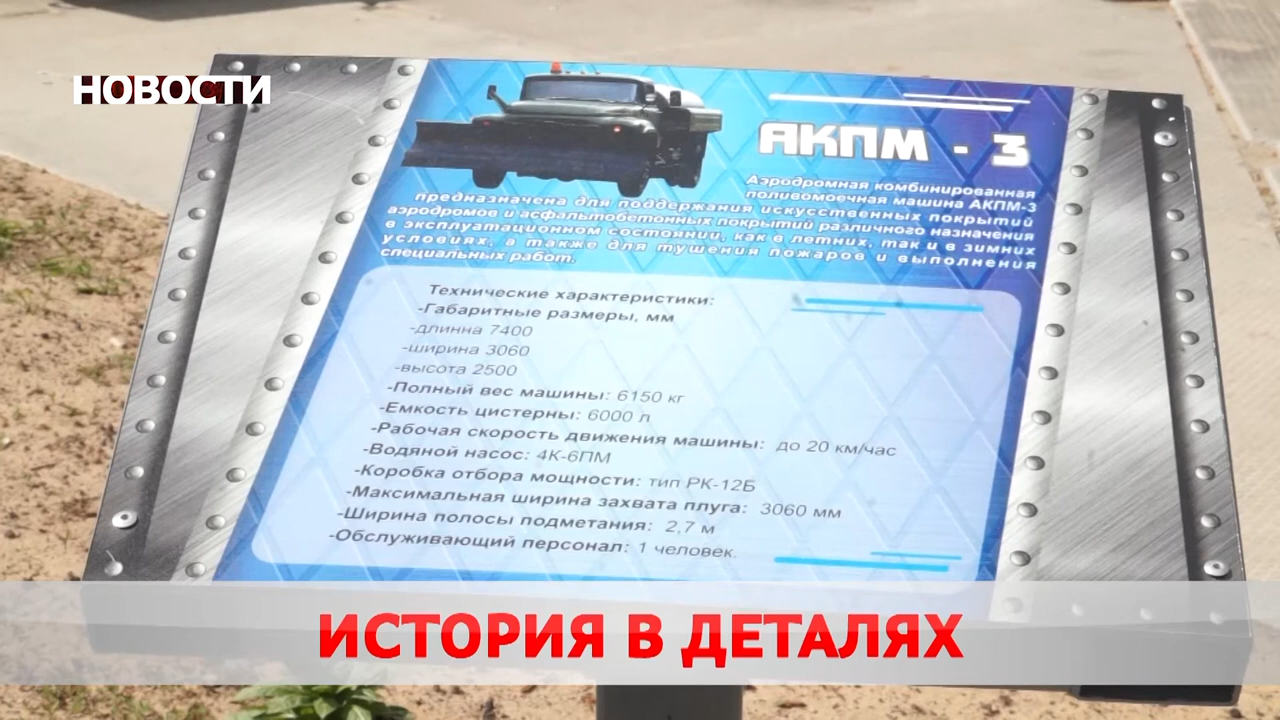 НОВОСТИ
АКПМ - 3
Аэродромная комбинированная
поливомоечная машина АКПМ-3
предназначена для поддержания искусственных покрытий
аэродромов и асфальтобетонных покрытий различного назначения
в эксплуатационном состоянии, как в летних, так и в зимних
условиях, а также для тушения пожаров и выполнения
специальных работ.
Технические характеристики:
-Габаритные размеры, мм
-длинна 7400
-ширина 3060
-высота 2500
-Полный вес машины: 6150 кг
-Емкость цистерны: 6000 л
-Рабочая скорость движения машины: до 20 км/час
-Водяной насос: 4К-6ПМ
-Коробка отбора мощности: тип РК-12Б
-Максимальная ширина захвата плуга: 3060 мм
-Ширина полосы подметания: 2,7 м
-Обслуживающий персонал: 1 человек.
ИСТОРИЯ В ДЕТАЛЯХ